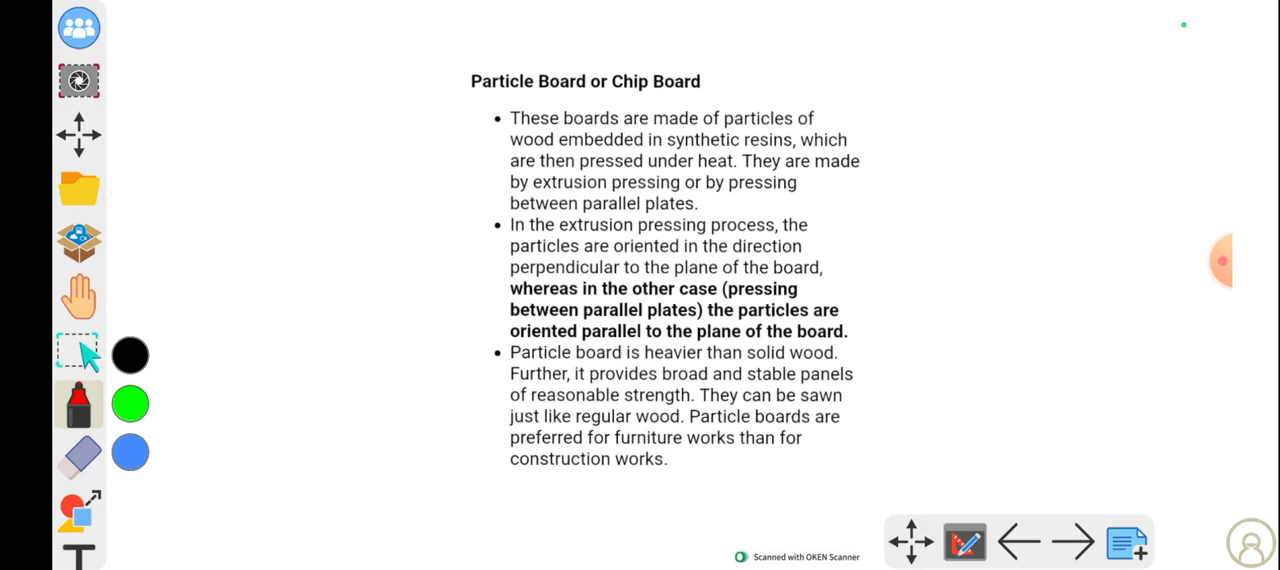 Particle Board or Chip Board
• These boards are made of particles of
wood embedded in synthetic resins, which
are then pressed under heat. They are made
by extrusion pressing or by pressing
between parallel plates.
• In the extrusion pressing process, the
particles are oriented in the direction
perpendicular to the plane of the board,
whereas in the other case (pressing
between parallel plates) the particles are
oriented parallel to the plane of the board.
• Particle board is heavier than solid wood.
Further, it provides broad and stable panels
of reasonable strength. They can be sawn
just like regular wood. Particle boards are
preferred for furniture works than for
construction works.
Scanned with OKEN Scanner
T